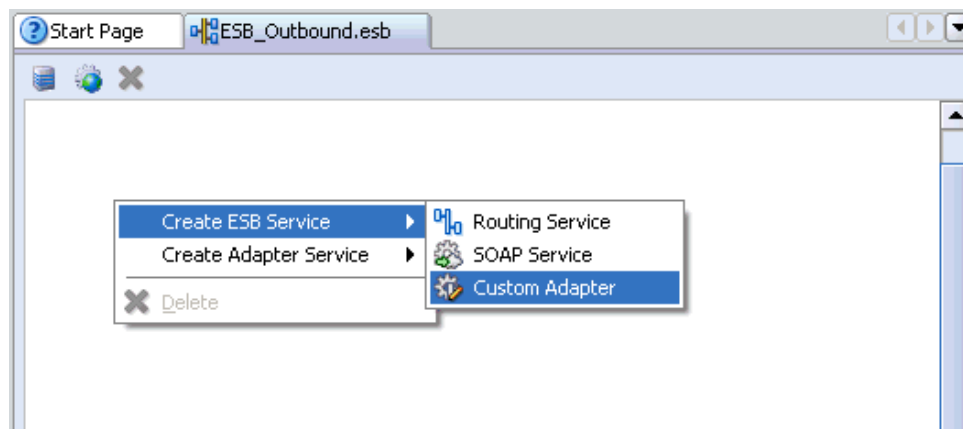 Start Page ESB_Outbound.esb
Create ESB Service Routing Service
Create Adapter Service SOAP Service
Custom Adapter
Delete